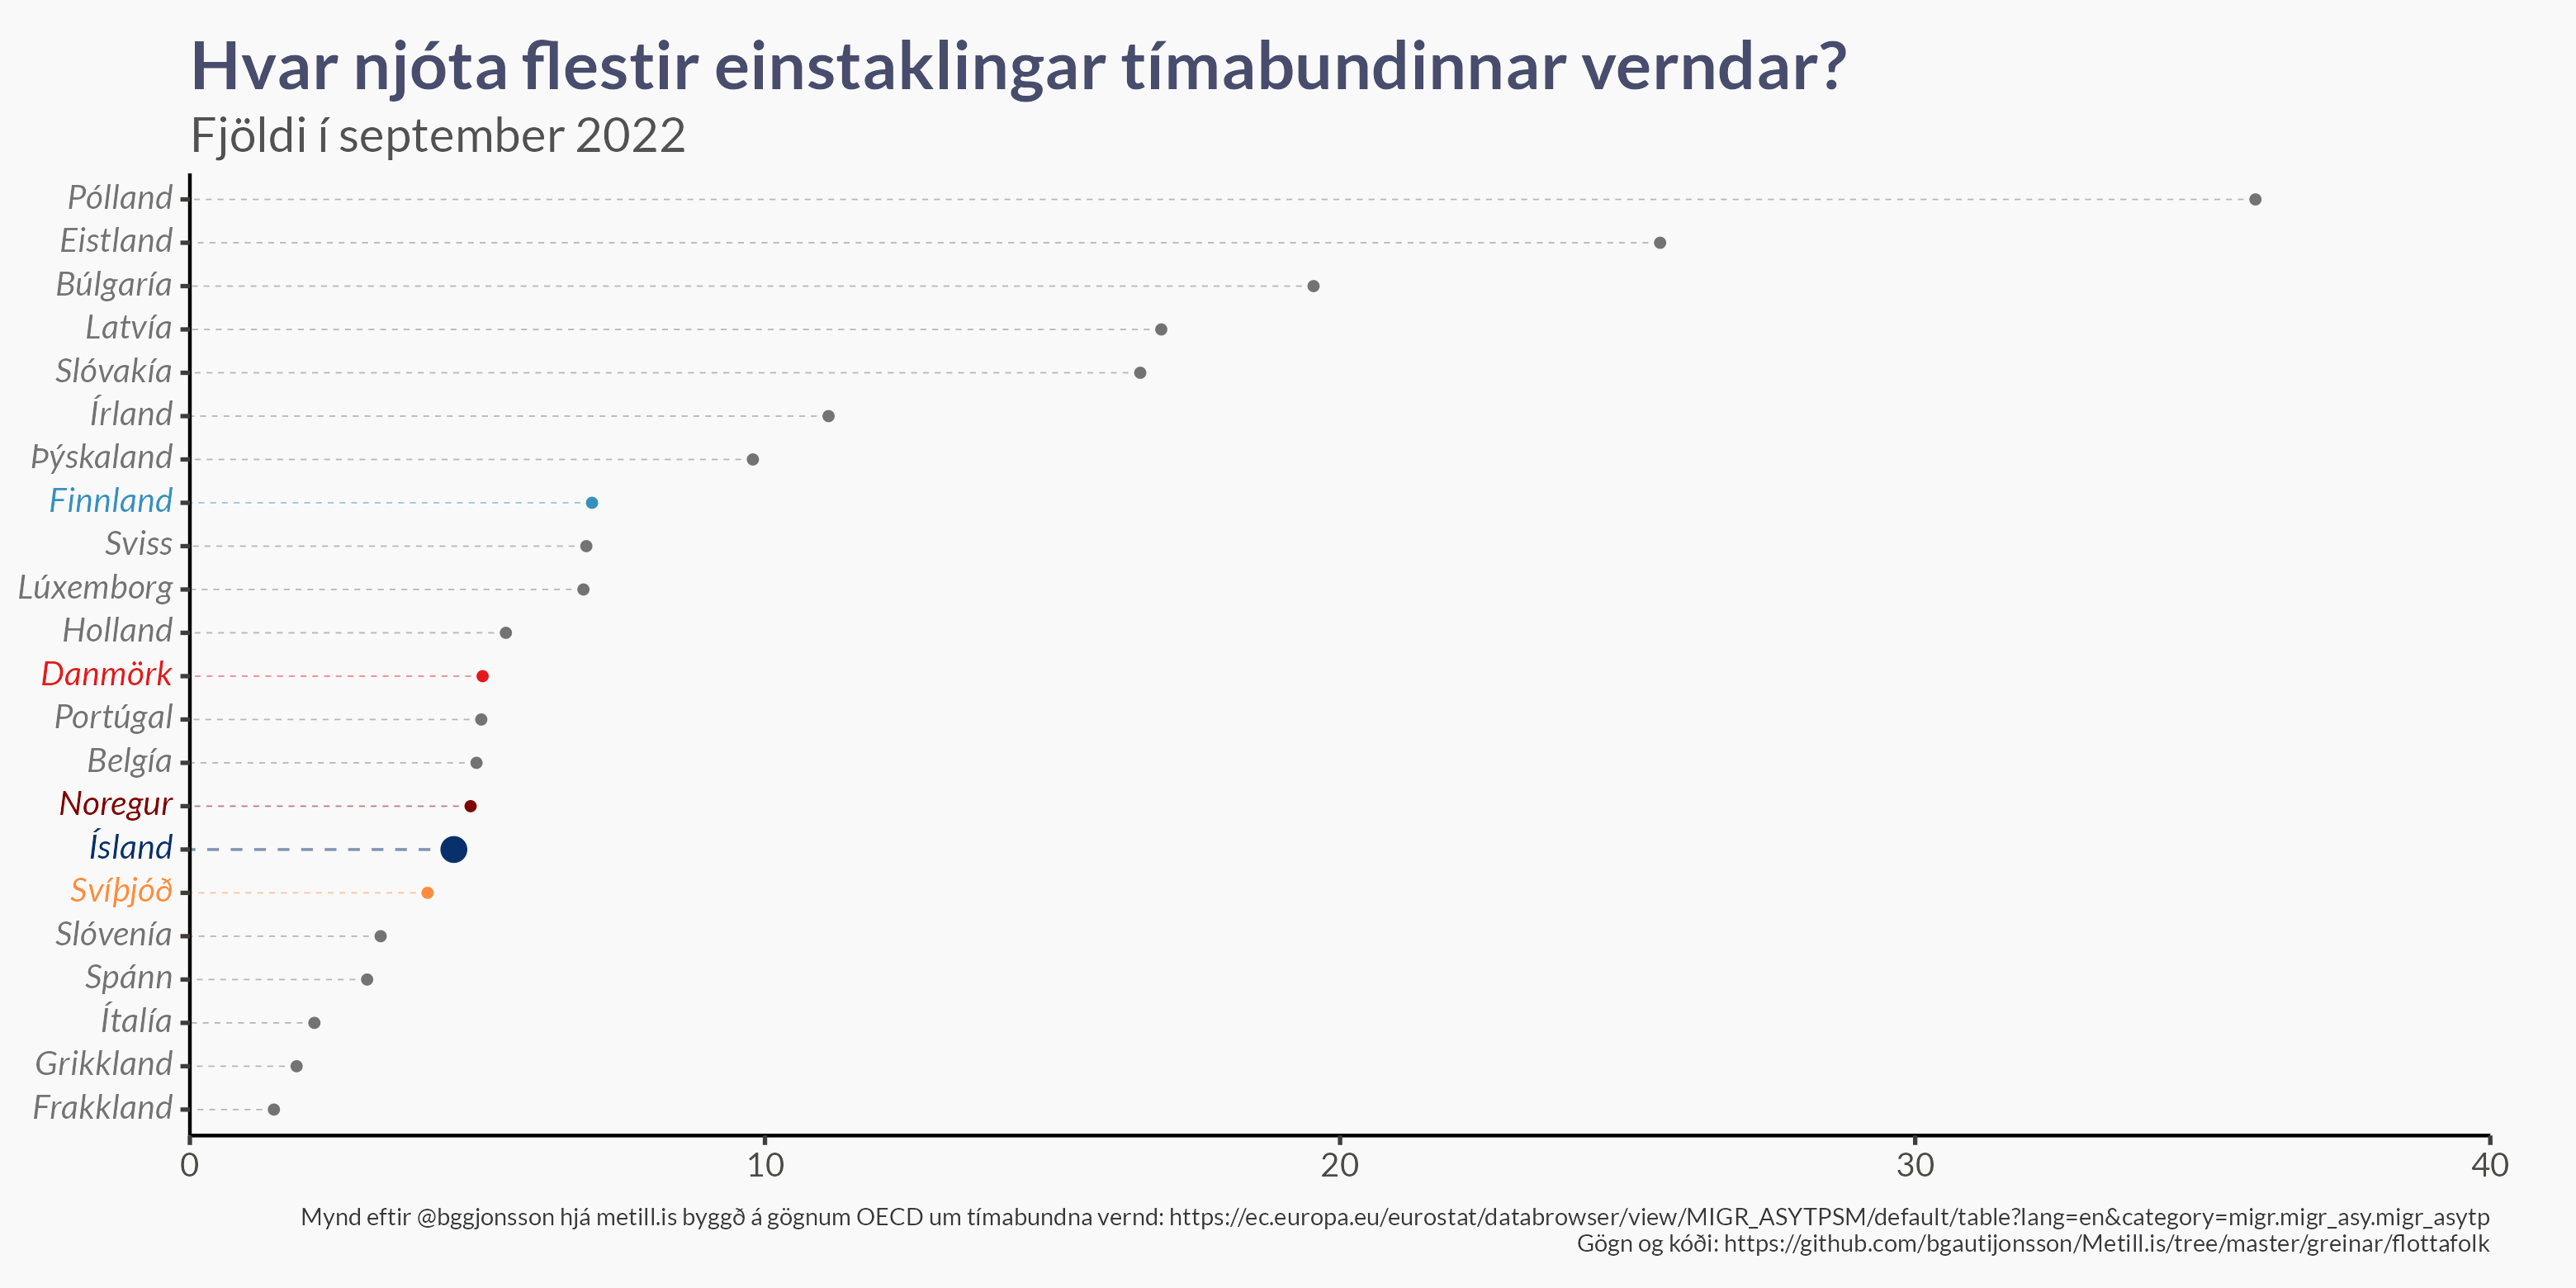 Hvar njóta flestir einstaklingar tímabundinnar verndar?
Fjöldi í september 2022
Pólland
Eistland
Búlgaría
Latvía
Slóvakía
Írland
Þýskaland
Finnland
Sviss
Lúxemborg
Holland
Danmörk
Portúgal
Belgía
Noregur
Ísland
Svíþjóð
Slóvenía
Spánn
Ítalía
Grikkland
Frakkland
0 10 20 30 40
Mynd eftir @bggjonsson hjá metill.is byggð á gögnum OECD um tímabundna vernd: https://ec.europa.eu/eurostat/databrowser/view/MIGR_ASYTPSM/default/table?lang=en&category=migr.migr_asy.migr_asytp
Gögn og kóði: https://github.com/bgautijonsson/Metill.is/tree/master/greinar/flottafolk